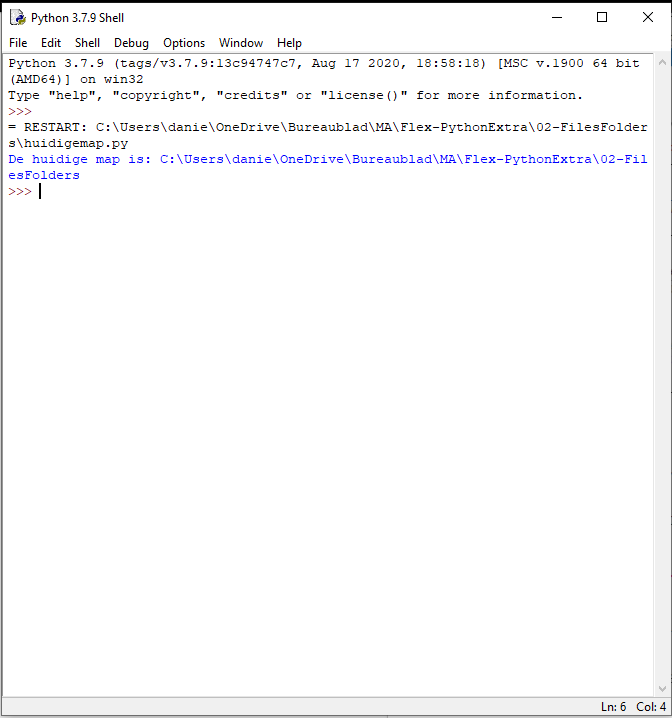 Python 3.7.9 Shell
File Edit Shell Debug Options Window Help
Python 3.7.9 (tags/v3.7.9:13c94747c7, Aug 17 2020, 18:58:18) [MSC v.1900 64 bit
(AMD64)] on win32
Type "help", "copyright", "credits" or "license()" for more information.
>>>
= RESTART: C:\Users\danie\OneDrive\Bureaublad\MA\Flex-PythonExtra\02-FilesFolder
s\huidigemap.py
De huidige map is: C:\Users\danie\OneDrive\Bureaublad\MA\Flex-PythonExtra\02-Fil
esFolders
>>>
Ln: 6 Col: 4